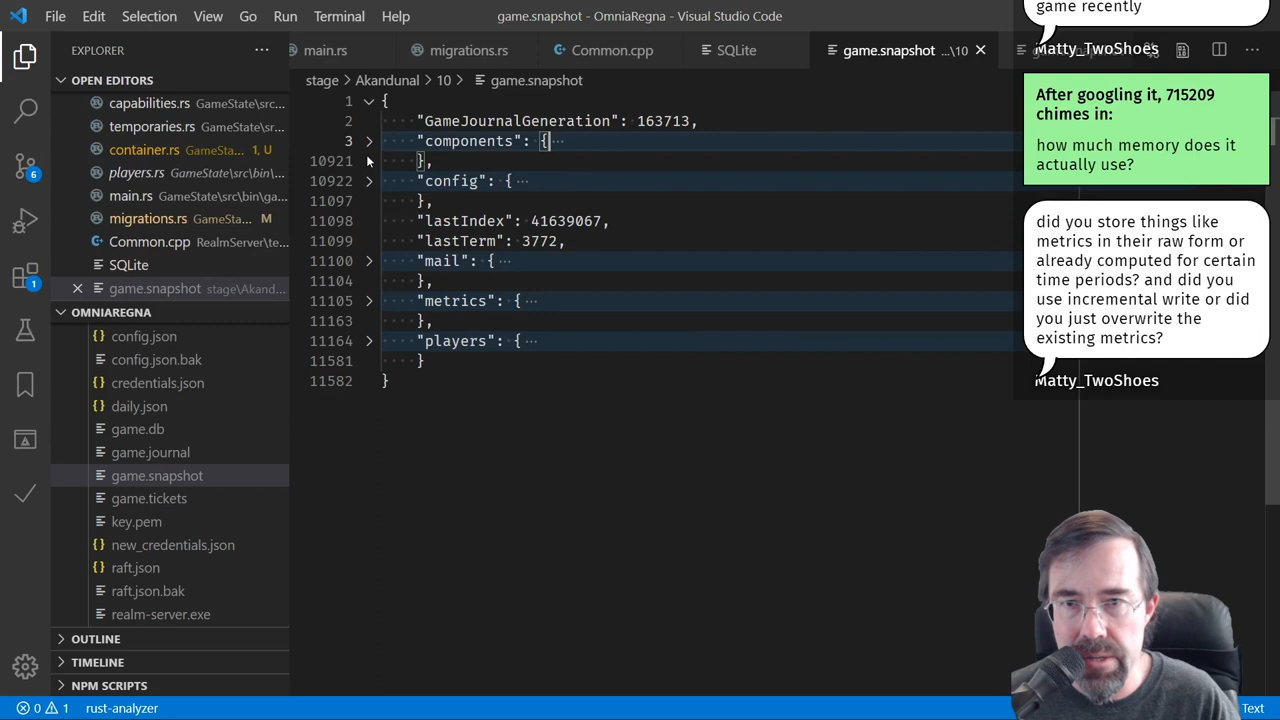 File Edit Selection View Go Run Terminal Help
game.snapshot - OmniaRegna - Visual Studio Code
EXPLORER
OPEN EDITORS
capabilities.rs GameState\src...
temporaries.rs GameState\src...
container.rs GameSta... 1, U
players.rs GameState\src\bin\...
main.rs GameState\src\bin\ga...
migrations.rs GameSta... M
Common.cpp RealmServer\te...
SQLite
game.snapshot stage\Akand...
OMNIAREGNA
config.json
config.json.bak
credentials.json
daily.json
game.db
game.journal
game.snapshot
game.tickets
key.pem
new_credentials.json
raft.json
raft.json.bak
realm-server.exe
OUTLINE
TIMELINE
NPM SCRIPTS
6
1
main.rs
migrations.rs
Common.cpp
SQLite
game.snapshot ...\10
stage > Akandunal > 10 > game.snapshot
1 {
2 "GameJournalGeneration": 163713,
3 "components": {...
10921 },
10922 "config": {...
11097 },
11098 "lastIndex": 41639067,
11099 "lastTerm": 3772,
11100 "mail": {...
11104 },
11105 "metrics": {...
11163 },
11164 "players": {...
11581 }
11582 }
game recently
Matty_TwoShoes
After googling it, 715209
chimes in:
how much memory does it
actually use?
did you store things like
metrics in their raw form or
already computed for certain
time periods? and did you
use incremental write or did
you just overwrite the
existing metrics?
Matty_TwoShoes
0 1 rust-analyzer
Text